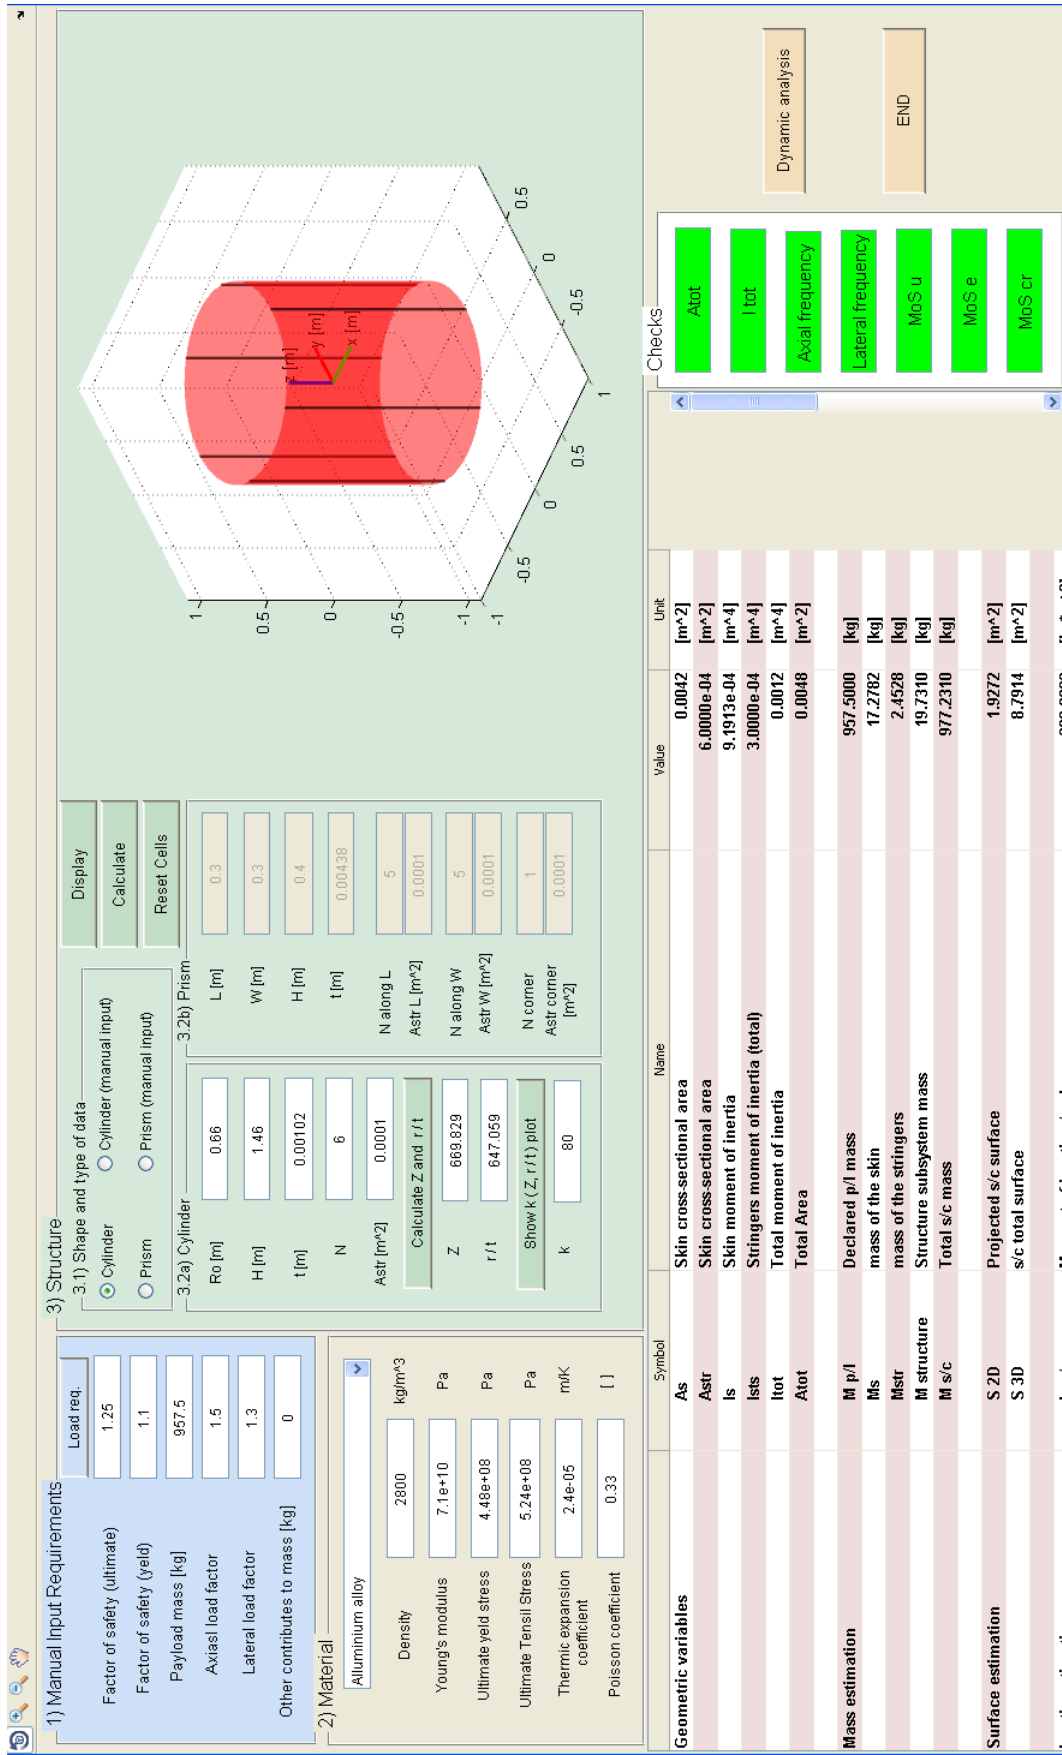 1) Manual Input Requirements
Load req.
Factor of safety (ultimate)
1.25
Factor of safety (yeld)
1.1
Payload mass [kg]
957.5
Axiasl load factor
1.5
Lateral load factor
1.3
Other contributes to mass [kg]
0
2) Material
Alluminium alloy
Density
2800
kg/m^3
Young's modulus
7.1e+10
Pa
Ultimate yeld stress
4.48e+08
Pa
Ultimate Tensil Stress
5.24e+08
Pa
Thermic expansion
coefficient
2.4e-05
m/K
Poisson coefficient
0.33
[ ]
3) Structure
3.1) Shape and type of data
Cylinder
Cylinder (manual input)
Prism
Prism (manual input)
Display
Calculate
Reset Cells
3.2a) Cylinder
Ro [m]
0.66
H [m]
1.46
t [m]
0.00102
N
6
Astr [m^2]
0.0001
Calculate Z and r / t
Z
669.829
r / t
647.059
Show k ( Z, r / t ) plot
k
80
3.2b) Prism
L [m]
0.3
W [m]
0.3
H [m]
0.4
t [m]
0.00438
N along L
5
Astr L [m^2]
0.0001
N along W
5
Astr W [m^2]
0.0001
N corner
1
Astr corner
[m^2]
0.0001
1
0.5
0
-0.5
-1
-1
-0.5
0
0.5
1
-0.5
0
0.5
z [m]
y [m]
x [m]
Symbol Name Value Unit
Geometric variables As Skin cross-sectional area 0.0042 [m^2]
Astr Skin cross-sectional area 6.0000e-04 [m^2]
Is Skin moment of inertia 9.1913e-04 [m^4]
Ists Stringers moment of inertia (total) 3.0000e-04 [m^4]
Itot Total moment of inertia 0.0012 [m^4]
Atot Total Area 0.0048 [m^2]
Mass estimation M p/l Declared p/l mass 957.5000 [kg]
Ms mass of the skin 17.2782 [kg]
Mstr mass of the stringers 2.4528 [kg]
M structure Structure subsystem mass 19.7310 [kg]
M s/c Total s/c mass 977.2310 [kg]
Surface estimation S 2D Projected s/c surface 1.9272 [m^2]
S 3D s/c total surface 8.7914 [m^2]
Checks
Atot
I tot
Axial frequency
Lateral frequency
MoS u
MoS e
MoS cr
Dynamic analysis
END